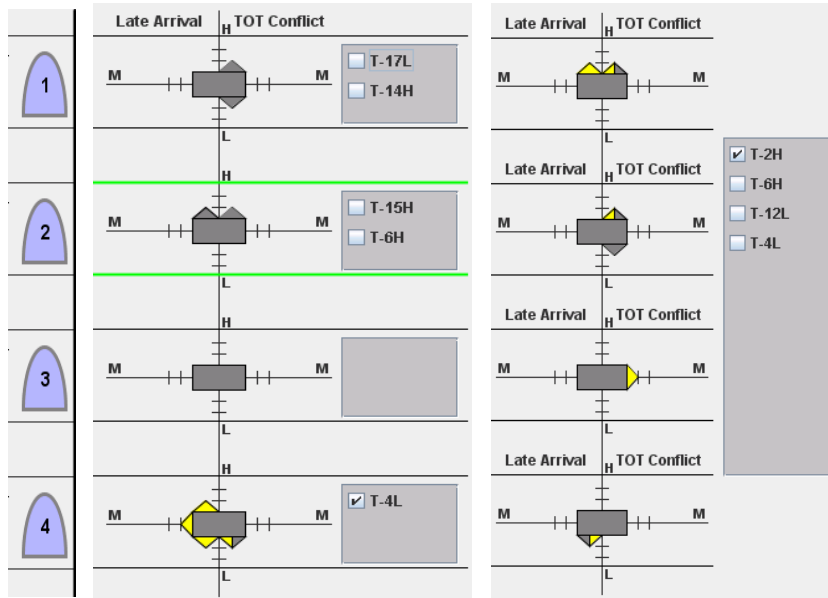 Late Arrival H TOT Conflict
1
M M
T-17L
T-14H
L
H
2
M M
T-15H
T-6H
L
H
3
M M
L
H
4
M M
T-4L
L
Late Arrival H TOT Conflict
M M
L
Late Arrival H TOT Conflict
M M
L
Late Arrival H TOT Conflict
M M
L
Late Arrival H TOT Conflict
M M
L
T-2H
T-6H
T-12L
T-4L